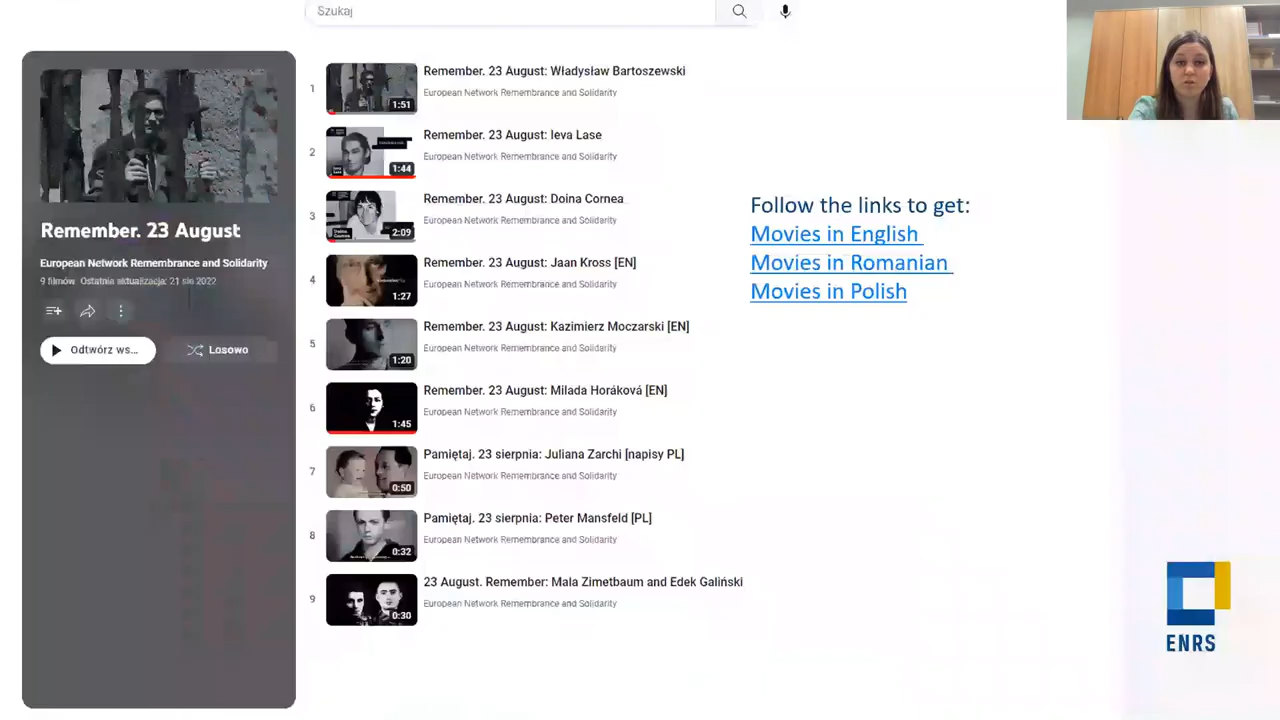 Szukaj
Remember. 23 August
European Network Remembrance and Solidarity
9 filmów Ostatnia aktualizacja: 21 sie 2022
Odtwórz ws...
Losowo
1
1:51
Remember. 23 August: Władysław Bartoszewski
European Network Remembrance and Solidarity
2
1:44
Remember. 23 August: Ieva Lase
European Network Remembrance and Solidarity
3
2:09
Remember. 23 August: Doina Cornea
European Network Remembrance and Solidarity
4
1:27
Remember. 23 August: Jaan Kross [EN]
European Network Remembrance and Solidarity
5
1:20
Remember. 23 August: Kazimierz Moczarski [EN]
European Network Remembrance and Solidarity
6
1:45
Remember. 23 August: Milada Horáková [EN]
European Network Remembrance and Solidarity
7
0:50
Pamiętaj. 23 sierpnia: Juliana Zarchi [napisy PL]
European Network Remembrance and Solidarity
8
0:32
Pamiętaj. 23 sierpnia: Peter Mansfeld [PL]
European Network Remembrance and Solidarity
9
0:30
23 August. Remember: Mala Zimetbaum and Edek Galiński
European Network Remembrance and Solidarity
Follow the links to get:
Movies in English
Movies in Romanian
Movies in Polish
ENRS